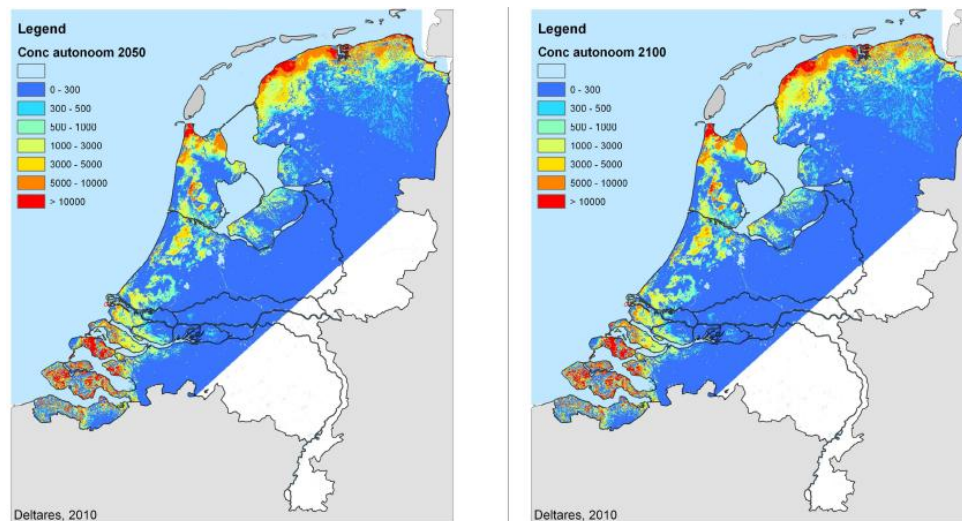 Legend
Conc autonoom 2050
0 - 300
300 - 500
500 - 1000
1000 - 3000
3000 - 5000
5000 - 10000
> 10000
Deltares, 2010
Legend
Conc autonoom 2100
0 - 300
300 - 500
500 - 1000
1000 - 3000
3000 - 5000
5000 - 10000
> 10000
Deltares, 2010